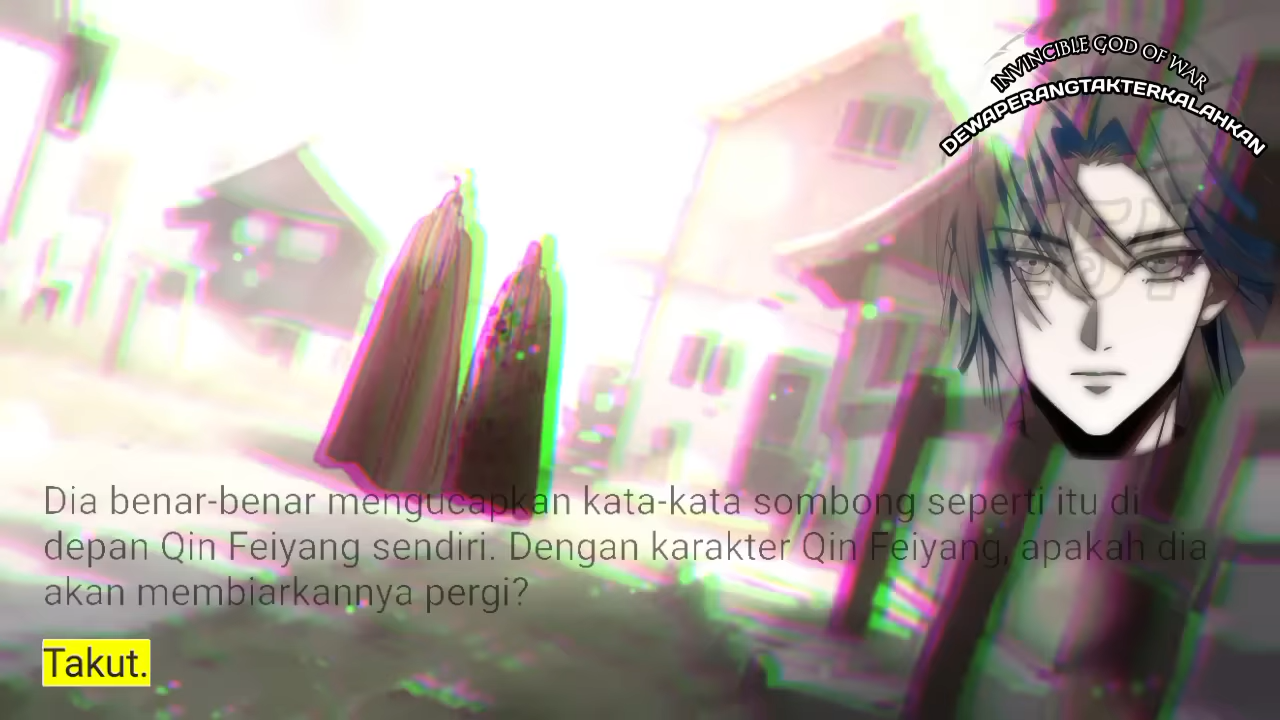 INVINCIBLE GOD OF WAR
DEWAPERANGTAKTERKALAHKAN
Dia benar-benar mengucapkan kata-kata sombong seperti itu di
depan Qin Feiyang sendiri. Dengan karakter Qin Feiyang, apakah dia
akan membiarkannya pergi?
Takut.